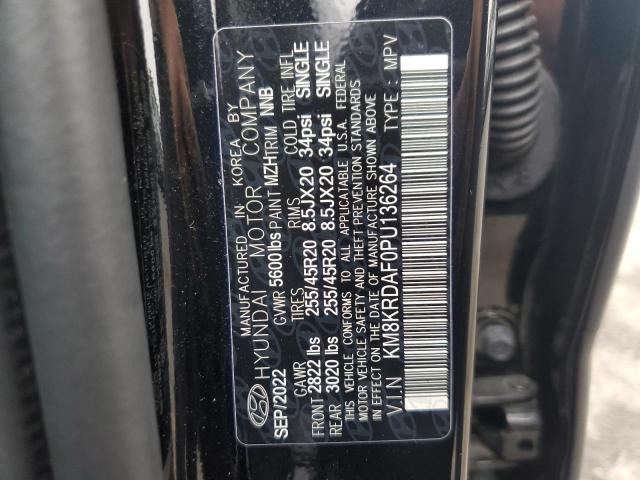 MANUFACTURED IN KOREA BY
HYUNDAI MOTOR COMPANY
SEP/2022 GVWR 5600 lbs PAINT MZH TRIM NNB
GAWR TIRES RIMS COLD TIRE INFL
FRONT 2822 lbs 255/45R20 8.5JX20 34psi SINGLE
REAR 3020 lbs 255/45R20 8.5JX20 34psi SINGLE
THIS VEHICLE CONFORMS TO ALL APPLICABLE U.S.A. FEDERAL
MOTOR VEHICLE SAFETY AND THEFT PREVENTION STANDARDS
IN EFFECT ON THE DATE OF MANUFACTURE SHOWN ABOVE
V.I.N KM8KRDAF0PU136264 TYPE : MPV